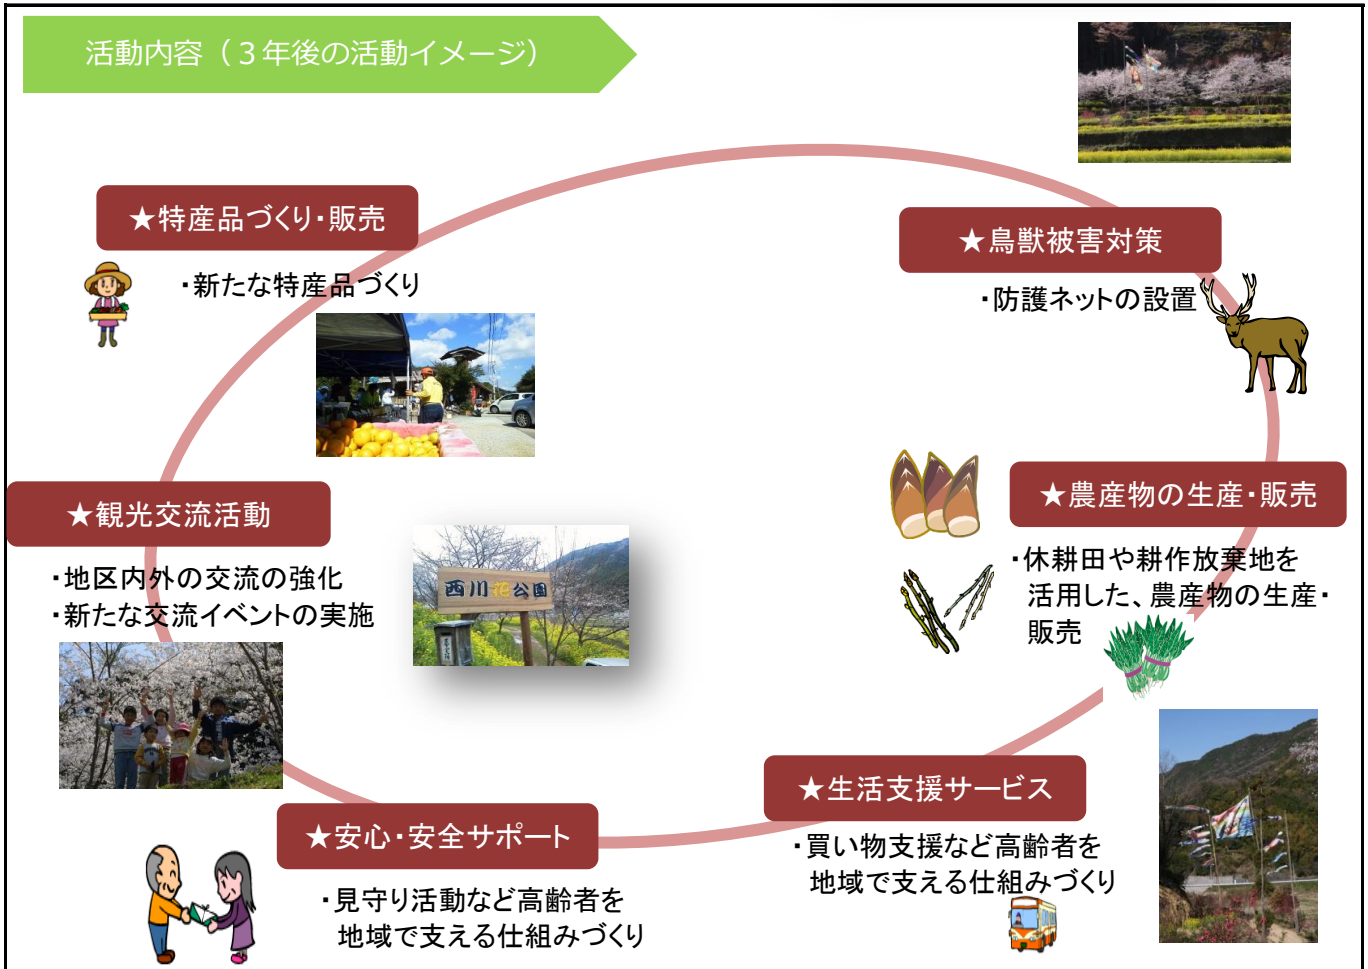 活動内容（３年後の活動イメージ）
★特産品づくり・販売
・新たな特産品づくり
★鳥獣被害対策
・防護ネットの設置
★観光交流活動
・地区内外の交流の強化
・新たな交流イベントの実施
西川花公園
★農産物の生産・販売
・休耕田や耕作放棄地を
活用した、農産物の生産・
販売
★生活支援サービス
・買い物支援など高齢者を
地域で支える仕組みづくり
★安心・安全サポート
・見守り活動など高齢者を
地域で支える仕組みづくり